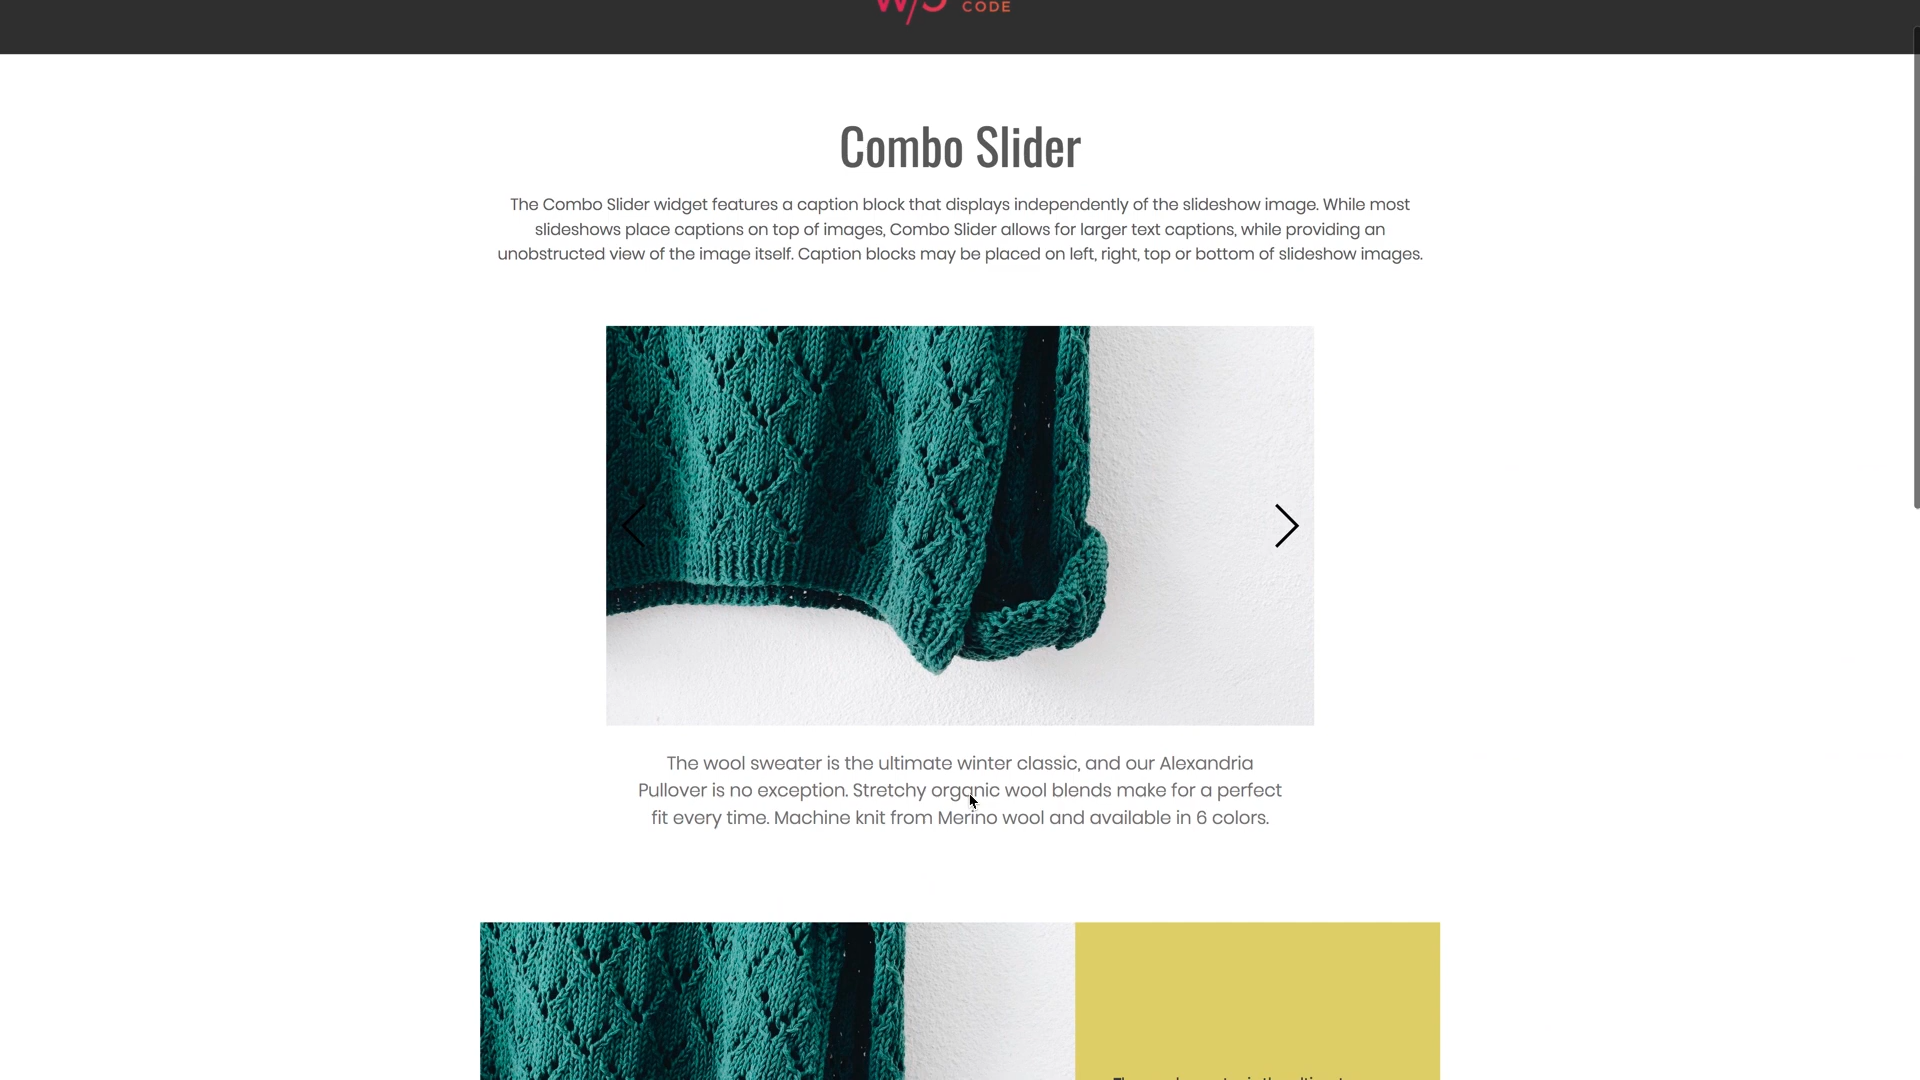 CODE
Combo Slider
The Combo Slider widget features a caption block that displays independently of the slideshow image. While most
slideshows place captions on top of images, Combo Slider allows for larger text captions, while providing an
unobstructed view of the image itself. Caption blocks may be placed on left, right, top or bottom of slideshow images.
The wool sweater is the ultimate winter classic, and our Alexandria
Pullover is no exception. Stretchy organic wool blends make for a perfect
fit every time. Machine knit from Merino wool and available in 6 colors.